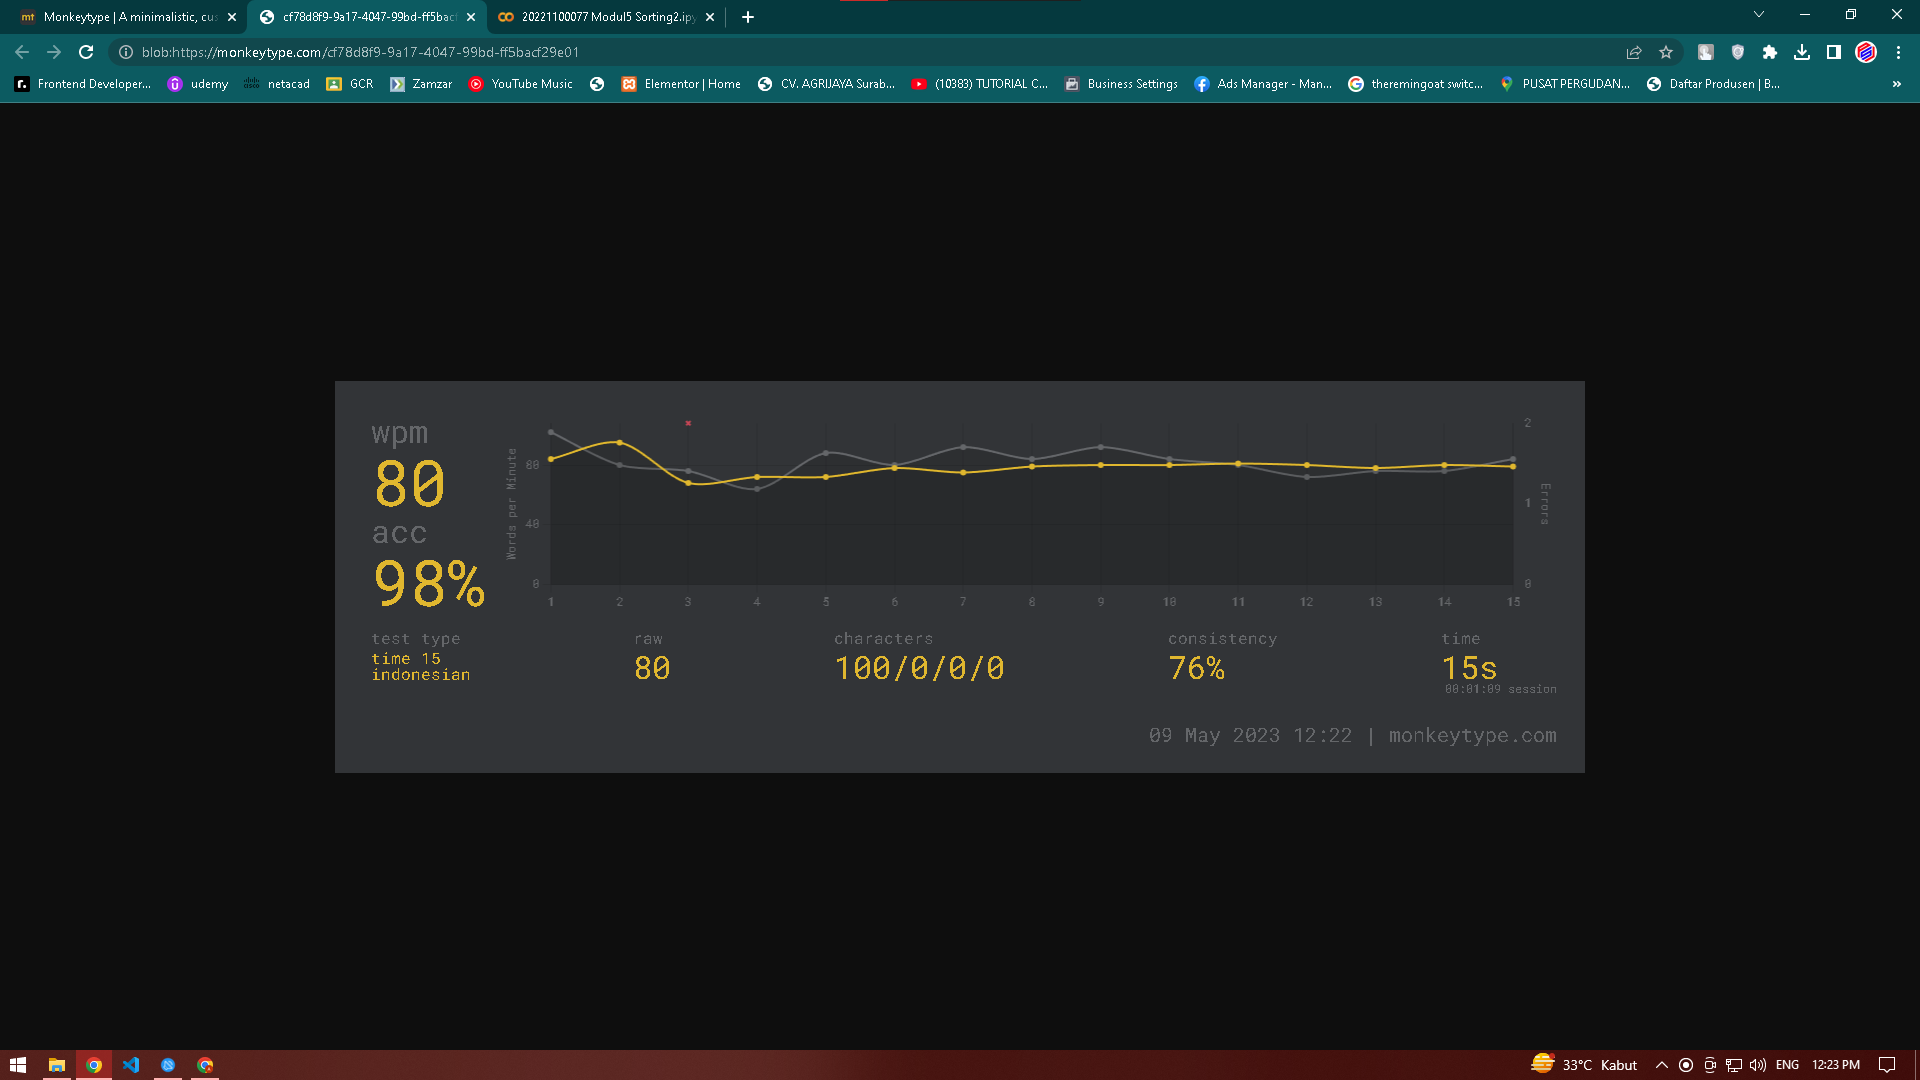 mt Monkeytype | A minimalistic, cus
cf78d8f9-9a17-4047-99bd-ff5bacf
20221100077 Modul5 Sorting2.ipy
blob:https://monkeytype.com/cf78d8f9-9a17-4047-99bd-ff5bacf29e01
Frontend Developer...
udemy
netacad
GCR
Zamzar
YouTube Music
Elementor | Home
CV. AGRIJAYA Surab...
(10383) TUTORIAL C...
Business Settings
Ads Manager - Man...
theremingoat switc...
PUSAT PERGUDAN...
Daftar Produsen | B...
»
wpm
80
acc
98%
Words per Minute
80
40
0
2
1
0
Errors
1 2 3 4 5 6 7 8 9 10 11 12 13 14 15
test type
time 15
indonesian
raw
80
characters
100/0/0/0
consistency
76%
time
15s
00:01:09 session
09 May 2023 12:22 | monkeytype.com
33°C Kabut
ENG
12:23 PM